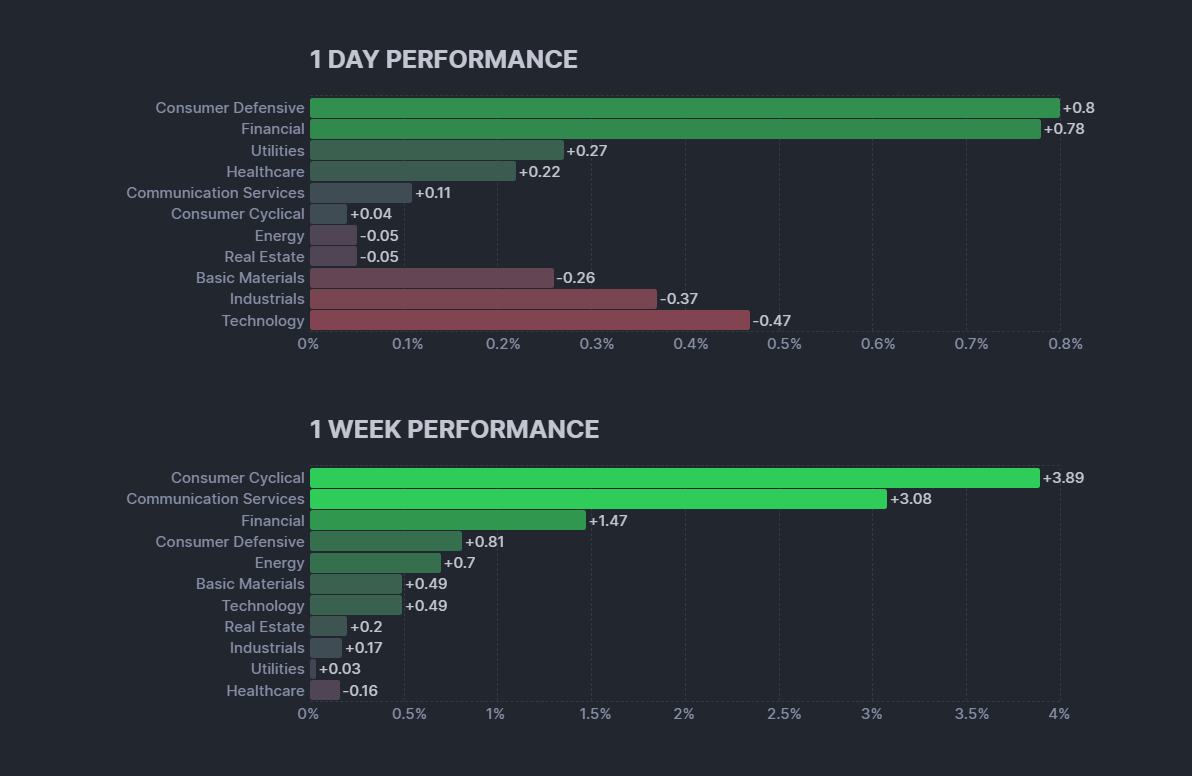 1 DAY PERFORMANCE
Consumer Defensive +0.8
Financial +0.78
Utilities +0.27
Healthcare +0.22
Communication Services +0.11
Consumer Cyclical +0.04
Energy -0.05
Real Estate -0.05
Basic Materials -0.26
Industrials -0.37
Technology -0.47
0% 0.1% 0.2% 0.3% 0.4% 0.5% 0.6% 0.7% 0.8%
1 WEEK PERFORMANCE
Consumer Cyclical +3.89
Communication Services +3.08
Financial +1.47
Consumer Defensive +0.81
Energy +0.7
Basic Materials +0.49
Technology +0.49
Real Estate +0.2
Industrials +0.17
Utilities +0.03
Healthcare -0.16
0% 0.5% 1% 1.5% 2% 2.5% 3% 3.5% 4%